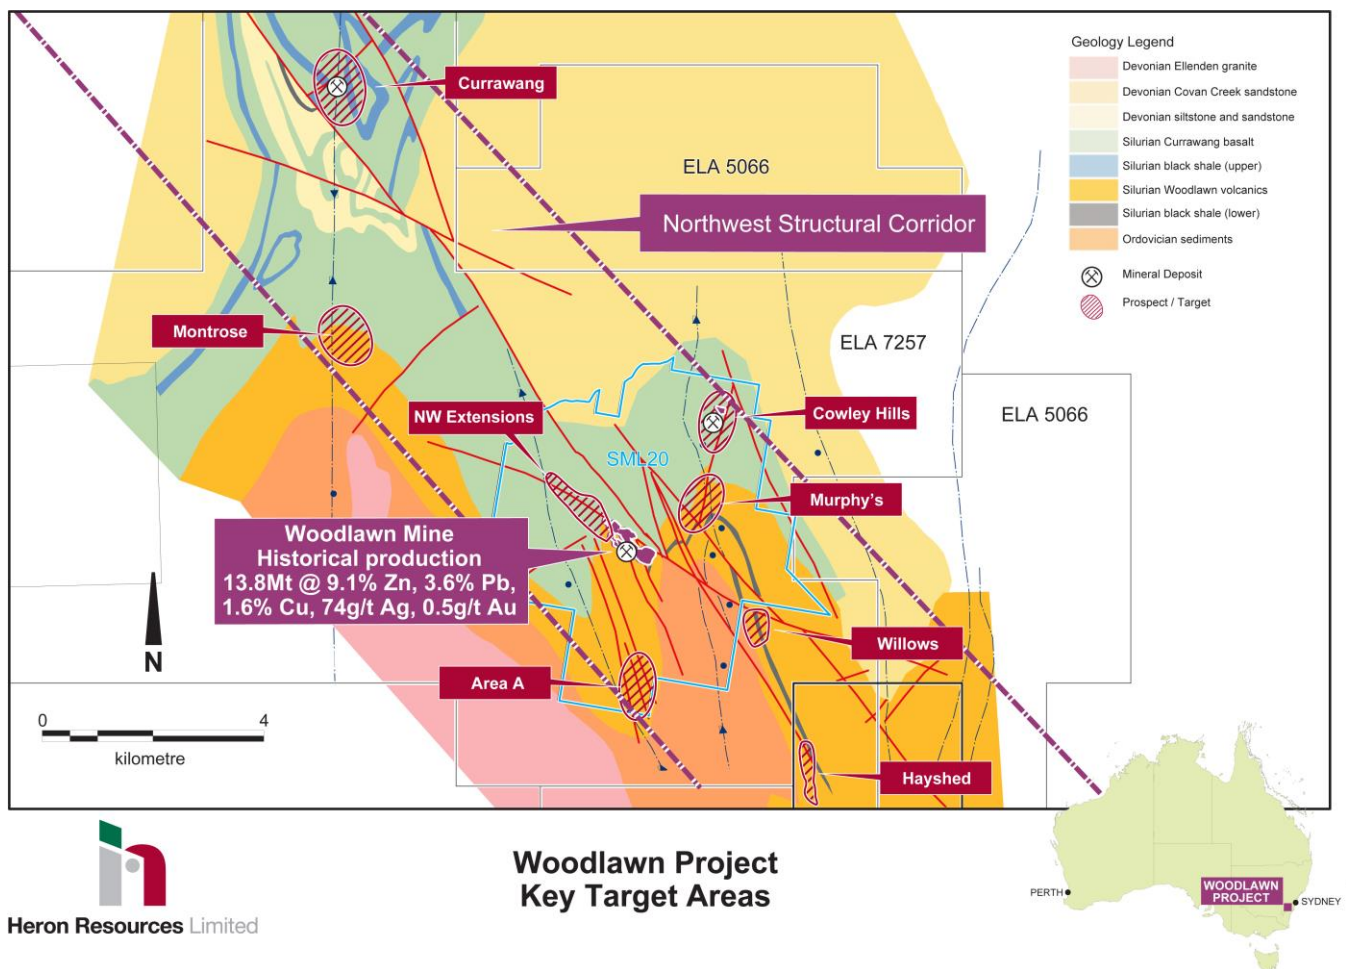 Geology Legend
Devonian Ellenden granite
Devonian Covan Creek sandstone
Devonian siltstone and sandstone
Silurian Currawang basalt
Silurian black shale (upper)
Silurian Woodlawn volcanics
Silurian black shale (lower)
Ordovician sediments
Mineral Deposit
Prospect / Target
Currawang
ELA 5066
Northwest Structural Corridor
Montrose
ELA 7257
NW Extensions
Cowley Hills
ELA 5066
SML20
Murphy's
Woodlawn Mine
Historical production
13.8Mt @ 9.1% Zn, 3.6% Pb,
1.6% Cu, 74g/t Ag, 0.5g/t Au
Willows
N
Area A
0 4
kilometre
Hayshed
Woodlawn Project
Key Target Areas
Heron Resources Limited
PERTH
WOODLAWN
PROJECT
SYDNEY